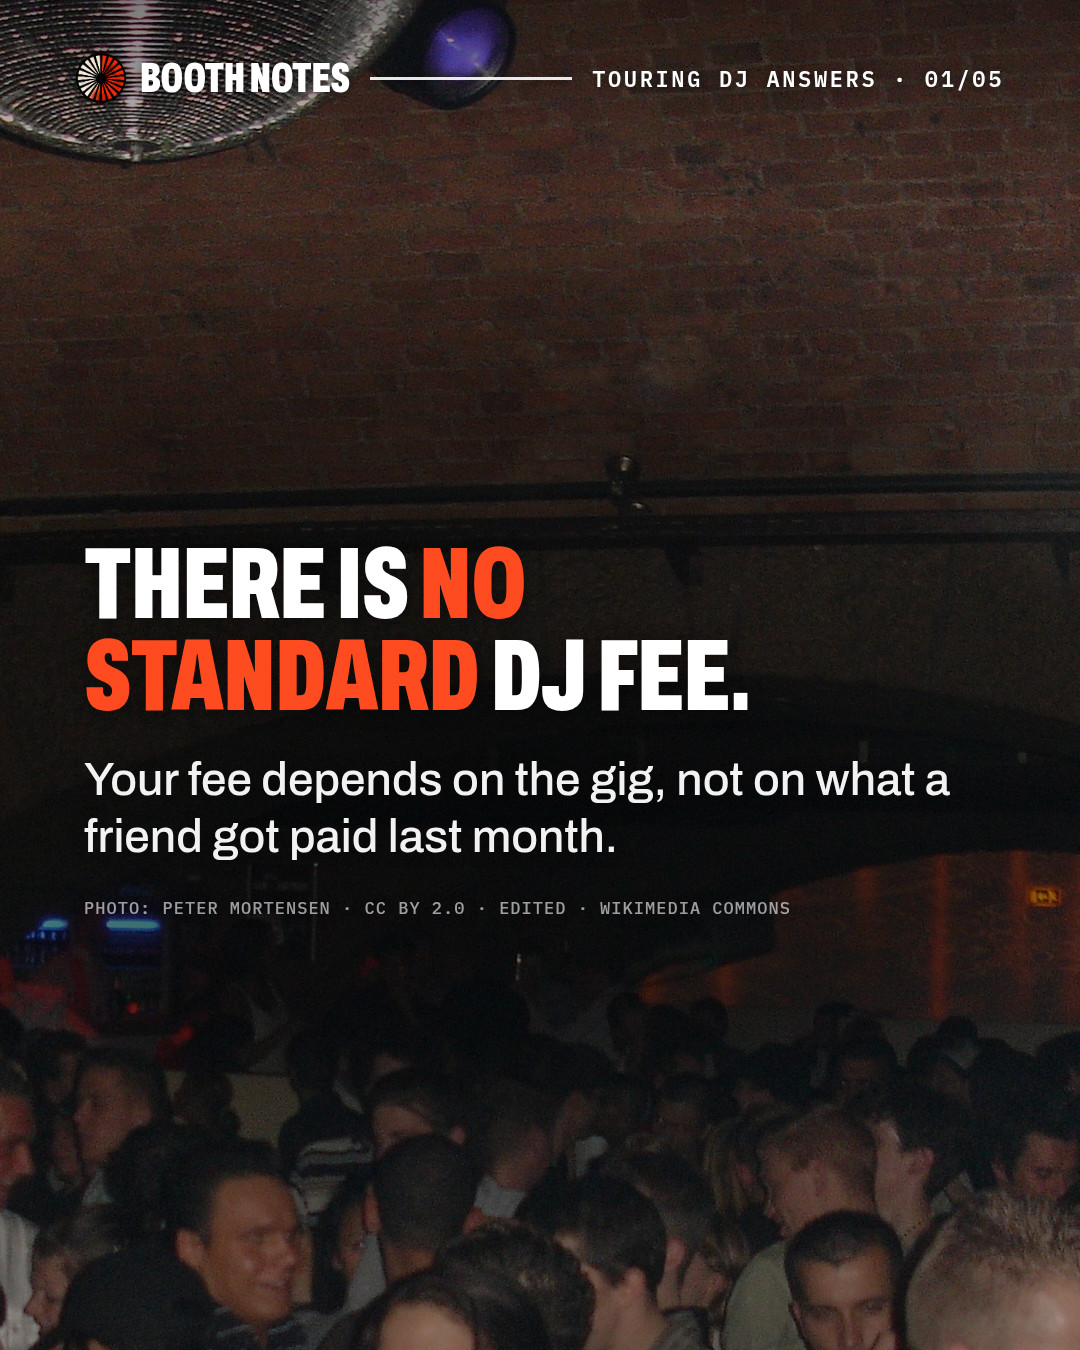 BOOTH NOTES
TOURING DJ ANSWERS · 01/05
THERE IS NO
STANDARD DJ FEE.
Your fee depends on the gig, not on what a
friend got paid last month.
PHOTO: PETER MORTENSEN · CC BY 2.0 · EDITED · WIKIMEDIA COMMONS